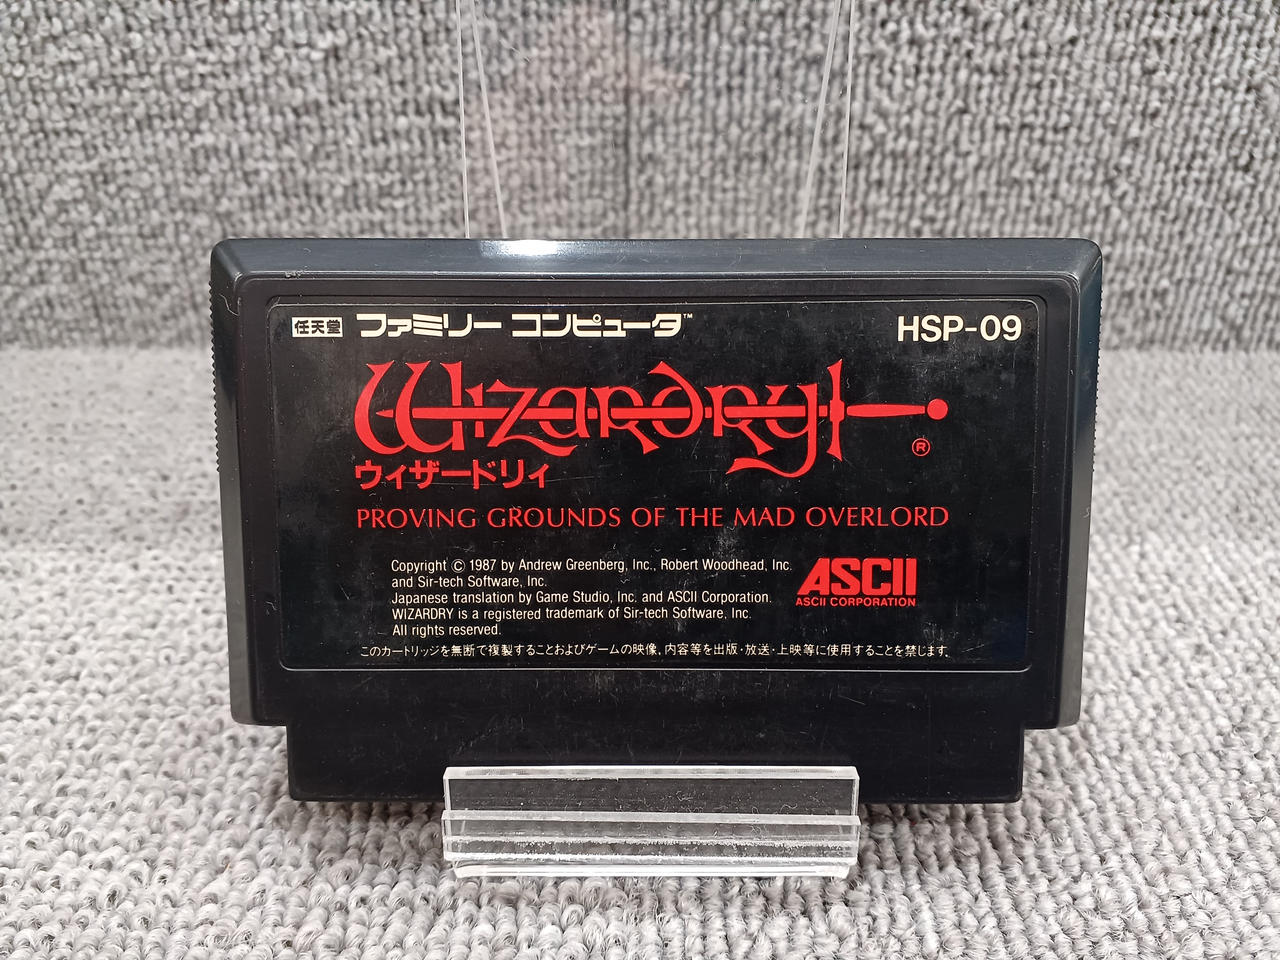 任天堂 ファミリーコンピュータ™ HSP-09
Wizardry
®
ウィザードリィ
PROVING GROUNDS OF THE MAD OVERLORD
Copyright © 1987 by Andrew Greenberg, Inc., Robert Woodhead, Inc.
and Sir-tech Software, Inc.
Japanese translation by Game Studio, Inc. and ASCII Corporation.
WIZARDRY is a registered trademark of Sir-tech Software, Inc.
All rights reserved.
ASCII
ASCII CORPORATION
このカートリッジを無断で複製することおよびゲームの映像，内容等を出版・放送・上映等に使用することを禁じます。